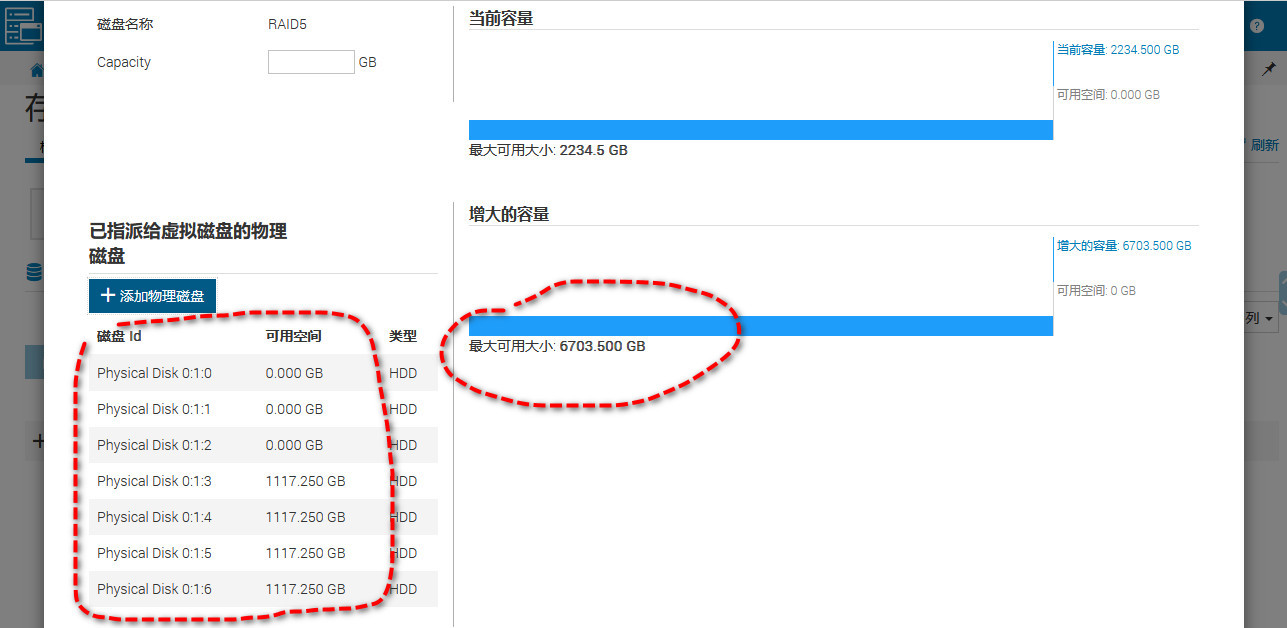 磁盘名称 RAID5
Capacity GB
当前容量
当前容量: 2234.500 GB
可用空间: 0.000 GB
最大可用大小: 2234.5 GB
刷新
已指派给虚拟磁盘的物理
磁盘
添加物理磁盘
磁盘 Id 可用空间 类型
Physical Disk 0:1:0 0.000 GB HDD
Physical Disk 0:1:1 0.000 GB HDD
Physical Disk 0:1:2 0.000 GB HDD
Physical Disk 0:1:3 1117.250 GB HDD
Physical Disk 0:1:4 1117.250 GB HDD
Physical Disk 0:1:5 1117.250 GB HDD
Physical Disk 0:1:6 1117.250 GB HDD
增大的容量
增大的容量: 6703.500 GB
可用空间: 0 GB
最大可用大小: 6703.500 GB
列
存